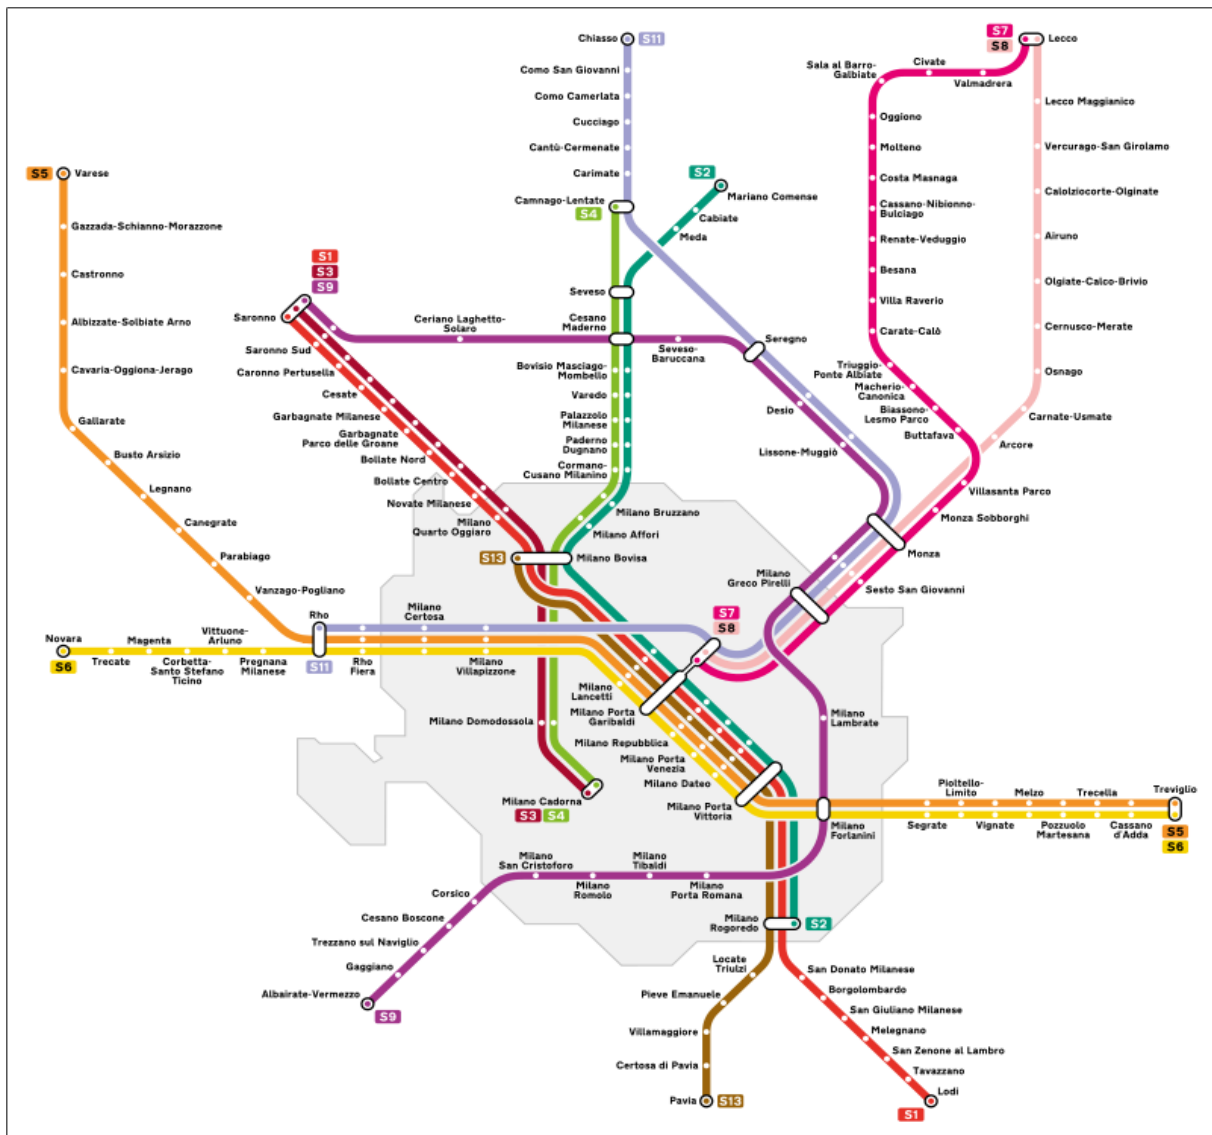 Chiasso
S11
S7
S8
Lecco
Como San Giovanni
Como Camerlata
Cucciago
Cantù-Cermenate
Carimate
Camnago-Lentate
S4
S2
Mariano Comense
Cabiate
Meda
Sala al Barro-
Galbiate
Civate
Valmadrera
Oggiono
Molteno
Costa Masnaga
Cassano-Nibionno-
Bulciago
Renate-Veduggio
Besana
Villa Raverio
Carate-Calò
Triuggio-
Ponte Albiate
Macherio-
Canonica
Biassono-
Lesmo Parco
Buttafava
Villasanta Parco
Monza Sobborghi
Lecco Maggianico
Vercurago-San Girolamo
Calolziocorte-Olginate
Airuno
Olgiate-Calco-Brivio
Cernusco-Merate
Osnago
Carnate-Usmate
Arcore
S5
Varese
Gazzada-Schianno-Morazzone
Castronno
Albizzate-Solbiate Arno
Cavaria-Oggiona-Jerago
Gallarate
Busto Arsizio
Legnano
Canegrate
Parabiago
Vanzago-Pogliano
S1
S3
S9
Saronno
Saronno Sud
Caronno Pertusella
Cesate
Garbagnate Milanese
Garbagnate
Parco delle Groane
Bollate Nord
Bollate Centro
Novate Milanese
Milano
Quarto Oggiaro
Ceriano Laghetto-
Solaro
Seveso
Cesano
Maderno
Seveso-
Baruccana
Seregno
Desio
Lissone-Muggiò
Bovisio Masciago-
Mombello
Varedo
Palazzolo
Milanese
Paderno
Dugnano
Cormano-
Cusano Milanino
Milano Bruzzano
Milano Affori
S13
Milano Bovisa
Monza
Sesto San Giovanni
Milano
Greco Pirelli
S7
S8
Novara
S6
Trecate
Magenta
Corbetta-
Santo Stefano
Ticino
Vittuone-
Arluno
Pregnana
Milanese
Rho
S11
Rho
Fiera
Milano
Certosa
Milano
Villapizzone
Milano
Lancetti
Milano Porta
Garibaldi
Milano Domodossola
Milano Repubblica
Milano Porta
Venezia
Milano Dateo
Milano Porta
Vittoria
Milano Cadorna
S3
S4
Milano
Lambrate
Milano
Forlanini
Segrate
Pioltello-
Limito
Vignate
Melzo
Pozzuolo
Martesana
Trecella
Cassano
d'Adda
Treviglio
S5
S6
Milano
San Cristoforo
Milano
Romolo
Milano
Tibaldi
Milano
Porta Romana
Corsico
Cesano Boscone
Trezzano sul Naviglio
Gaggiano
Albairate-Vermezzo
S9
Milano
Rogoredo
S2
Locate
Triulzi
Pieve Emanuele
Villamaggiore
Certosa di Pavia
Pavia
S13
San Donato Milanese
Borgolombardo
San Giuliano Milanese
Melegnano
San Zenone al Lambro
Tavazzano
Lodi
S1